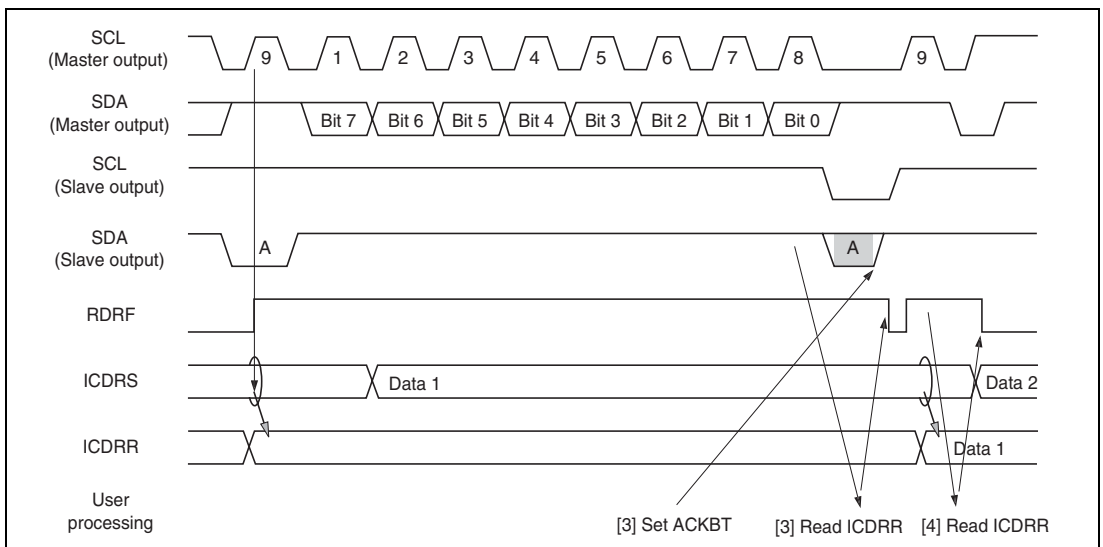 SCL
(Master output)
9 1 2 3 4 5 6 7 8 9
SDA
(Master output)
Bit 7 Bit 6 Bit 5 Bit 4 Bit 3 Bit 2 Bit 1 Bit 0
SCL
(Slave output)
SDA
(Slave output)
A A
RDRF
ICDRS
Data 1 Data 2
ICDRR
Data 1
User
processing
[3] Set ACKBT [3] Read ICDRR [4] Read ICDRR